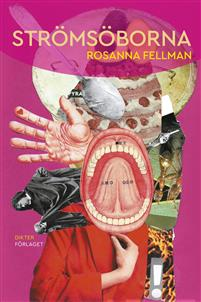 STRÖMSÖBORNA
ROSANNA FELLMAN
DIKTER
FÖRLAGET
!